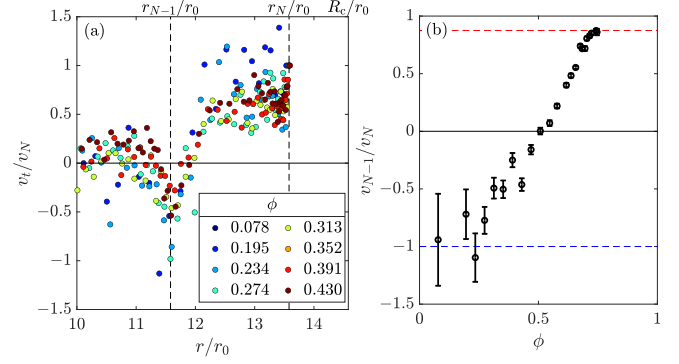 r_{N−1}/r_0 r_N/r_0 R_c/r_0
(a)
1.5
1
0.5
0
−0.5
−1
−1.5
v_t/v_N
10 11 12 13 14
r/r_0
ϕ
0.078 0.313
0.195 0.352
0.234 0.391
0.274 0.430
(b)
1
0.5
0
−0.5
−1
−1.5
v_{N−1}/v_N
0 0.5 1
ϕ